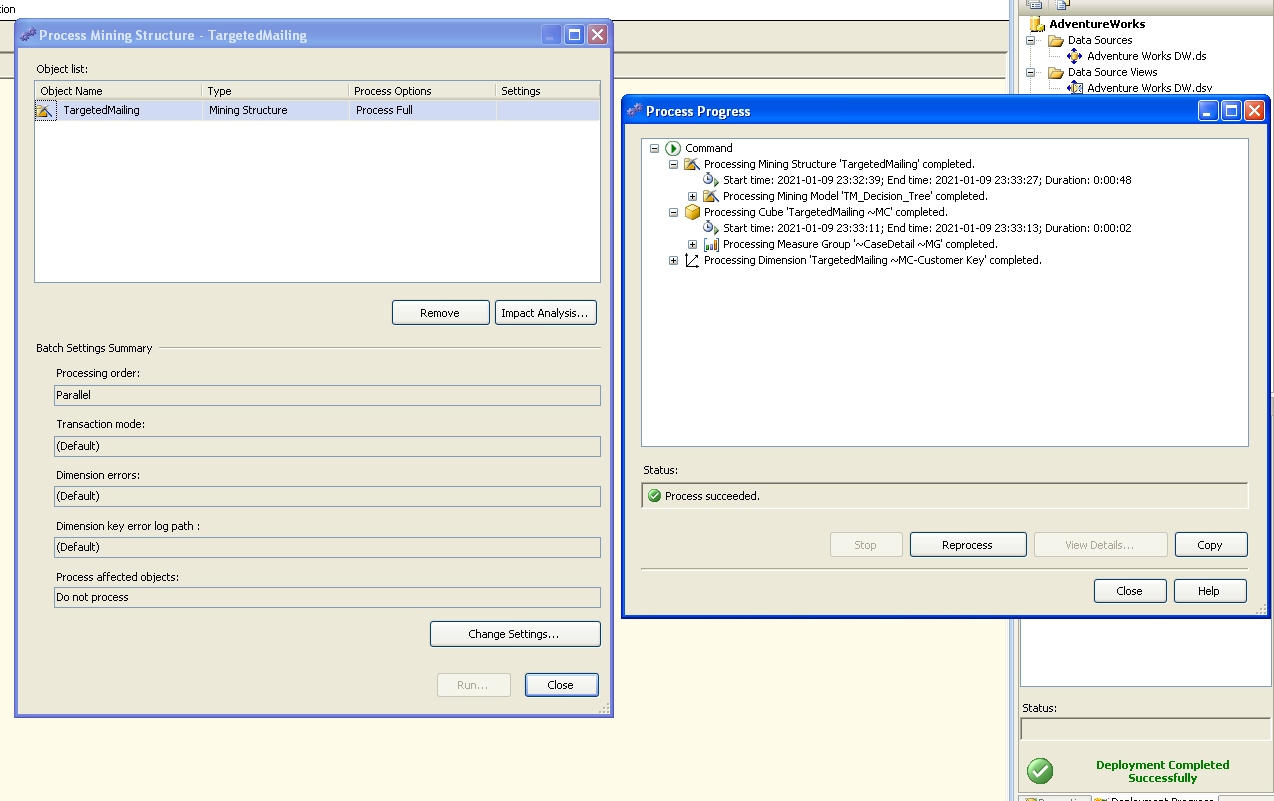 ion
Process Mining Structure - TargetedMailing
Object list:
Object Name Type Process Options Settings
TargetedMailing Mining Structure Process Full
Remove Impact Analysis...
Batch Settings Summary
Processing order:
Parallel
Transaction mode:
(Default)
Dimension errors:
(Default)
Dimension key error log path :
(Default)
Process affected objects:
Do not process
Change Settings...
Run... Close
AdventureWorks
Data Sources
Adventure Works DW.ds
Data Source Views
Adventure Works DW.dsv
Process Progress
Command
Processing Mining Structure 'TargetedMailing' completed.
Start time: 2021-01-09 23:32:39; End time: 2021-01-09 23:33:27; Duration: 0:00:48
Processing Mining Model 'TM_Decision_Tree' completed.
Processing Cube 'TargetedMailing ~MC' completed.
Start time: 2021-01-09 23:33:11; End time: 2021-01-09 23:33:13; Duration: 0:00:02
Processing Measure Group '~CaseDetail ~MG' completed.
Processing Dimension 'TargetedMailing ~MC-Customer Key' completed.
Status:
Process succeeded.
Stop Reprocess View Details... Copy
Close Help
Status:
Deployment Completed
Successfully
Deployment Progress